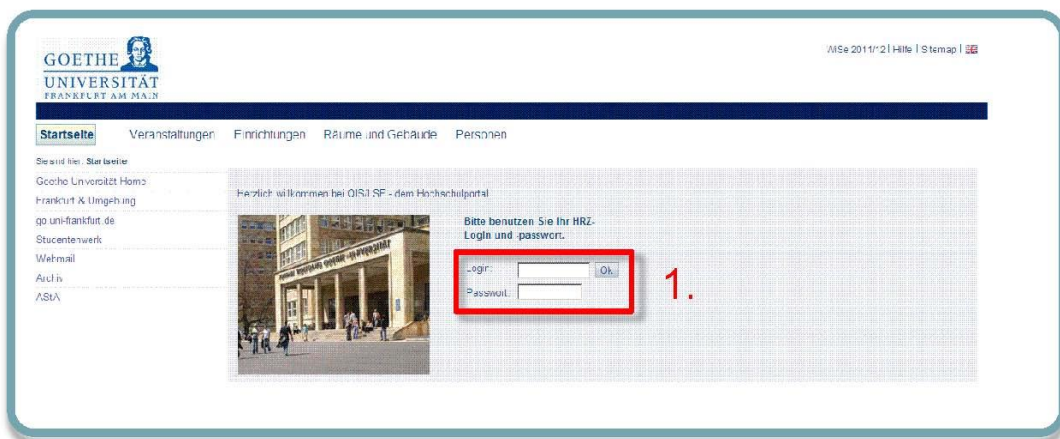 GOETHE
UNIVERSITÄT
FRANKFURT AM MAIN
WiSe 2011/12 | Hilfe | Sitemap |
Startseite Veranstaltungen Einrichtungen Räume und Gebäude Personen
Sie sind hier: Startseite
Goethe Universität Home
Frankfurt & Umgebung
qo uni-frankfurt.de
Studentenwerk
Webmail
Archiv
AStA
Herzlich willkommen bei QIS/LSF - dem Hochschulportal
Bitte benutzen Sie Ihr HRZ-
Login und -passwort.
Login: Ok
Passwort:
1.